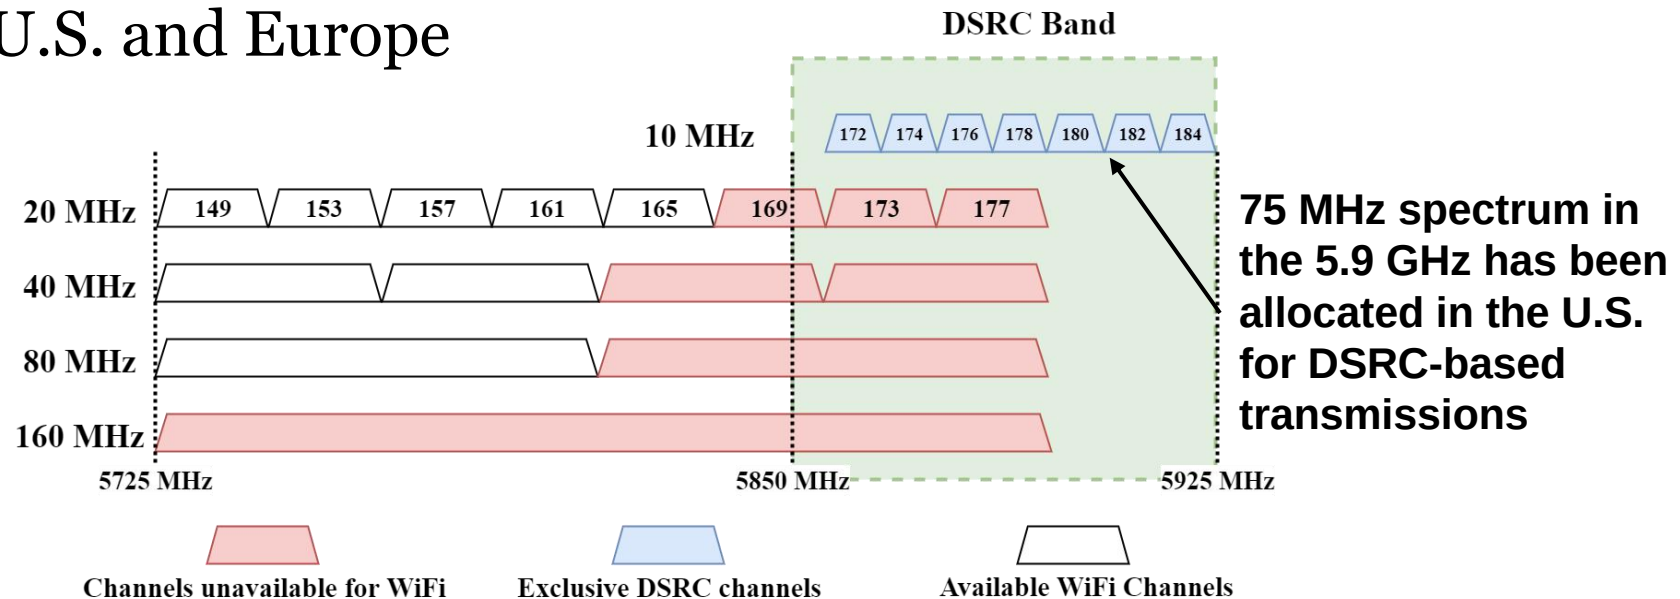 U.S. and Europe
DSRC Band
10 MHz
172 174 176 178 180 182 184
20 MHz
149 153 157 161 165 169 173 177
40 MHz
80 MHz
160 MHz
5725 MHz 5850 MHz 5925 MHz
75 MHz spectrum in
the 5.9 GHz has been
allocated in the U.S.
for DSRC-based
transmissions
Channels unavailable for WiFi
Exclusive DSRC channels
Available WiFi Channels